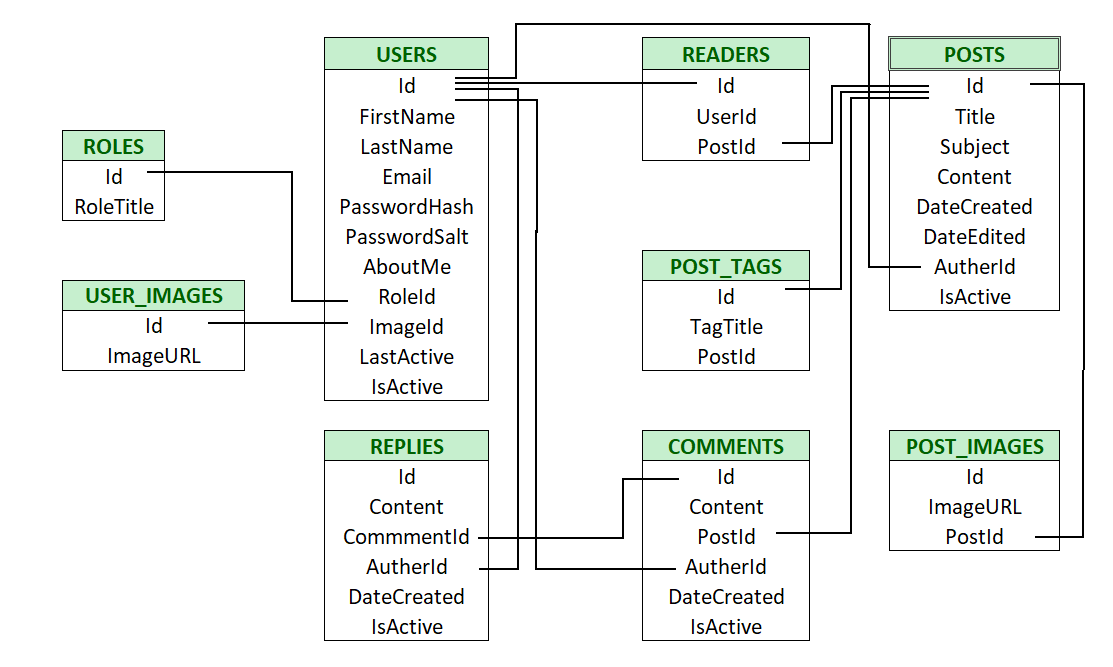 USERS
Id
FirstName
LastName
Email
PasswordHash
PasswordSalt
AboutMe
RoleId
ImageId
LastActive
IsActive
READERS
Id
UserId
PostId
POSTS
Id
Title
Subject
Content
DateCreated
DateEdited
AutherId
IsActive
ROLES
Id
RoleTitle
USER_IMAGES
Id
ImageURL
POST_TAGS
Id
TagTitle
PostId
REPLIES
Id
Content
CommmentId
AutherId
DateCreated
IsActive
COMMENTS
Id
Content
PostId
AutherId
DateCreated
IsActive
POST_IMAGES
Id
ImageURL
PostId